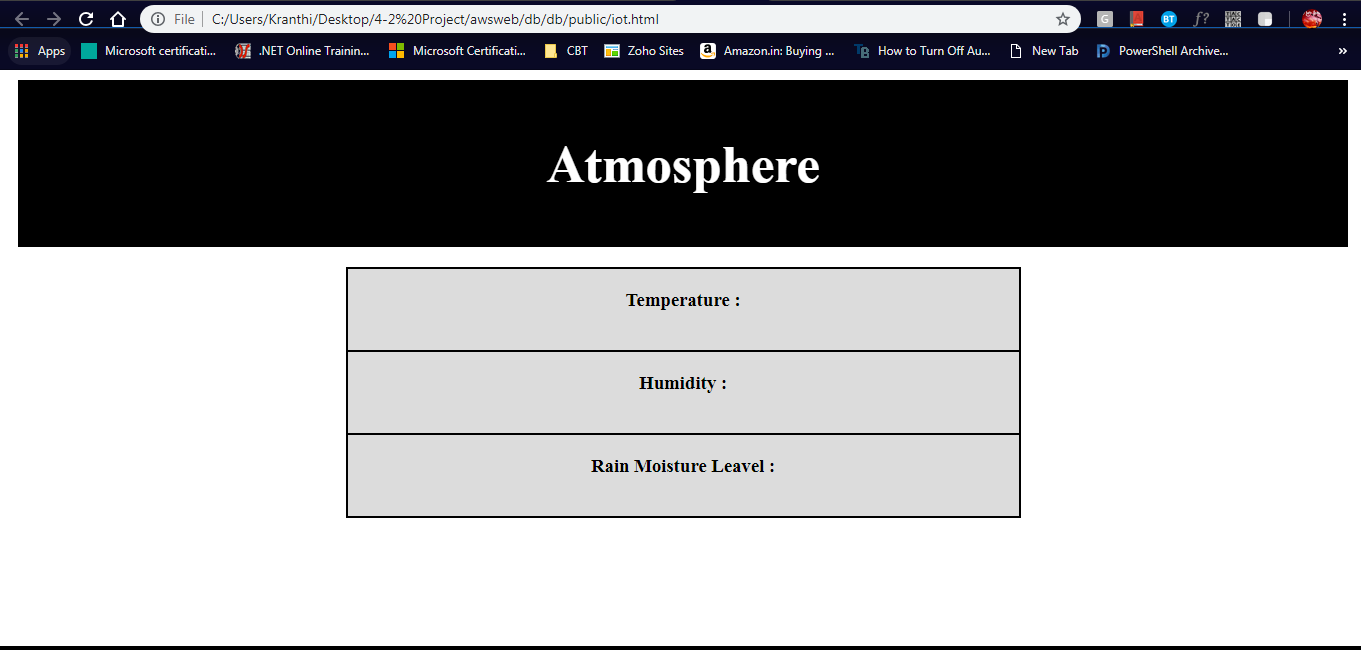 File C:/Users/Kranthi/Desktop/4-2%20Project/awsweb/db/db/public/iot.html G BT f?
Apps Microsoft certificati... .NET Online Trainin... Microsoft Certificati... CBT Zoho Sites a Amazon.in: Buying ... TB How to Turn Off Au... New Tab PowerShell Archive... »
Atmosphere
Temperature :
Humidity :
Rain Moisture Leavel :